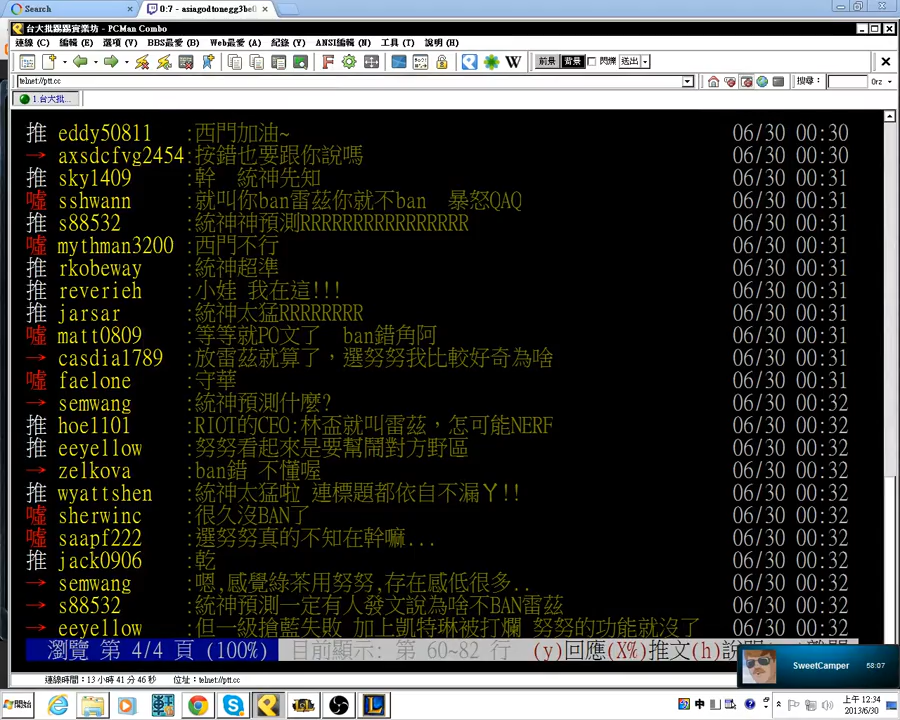 Search
0:7 - asiagodtonegg3be0
台大批踢踢實業坊 - PCMan Combo
連線 (C) 編輯 (E) 選項 (V) BBS最愛 (B) Web最愛 (A) 紀錄 (Y) ANSI編輯 (N) 工具 (T) 說明 (H)
前景 背景 閃爍 送出
telnet://ptt.cc 搜尋： Orz
1.台大批...
推 eddy50811 :西門加油~ 06/30 00:30
→ axsdcfvg2454:按錯也要跟你說嗎 06/30 00:30
推 sky1409 :幹 統神先知 06/30 00:31
噓 sshwann :就叫你ban雷茲你就不ban 暴怒QAQ 06/30 00:31
推 s88532 :統神神預測RRRRRRRRRRRRRRRR 06/30 00:31
噓 mythman3200 :西門不行 06/30 00:31
推 rkobeway :統神超準 06/30 00:31
推 reverieh :小娃 我在這!!! 06/30 00:31
推 jarsar :統神太猛RRRRRRRR 06/30 00:31
噓 matt0809 :等等就PO文了 ban錯角阿 06/30 00:31
→ casdia1789 :放雷茲就算了，選努努我比較好奇為啥 06/30 00:31
噓 faelone :守華 06/30 00:31
→ semwang :統神預測什麼? 06/30 00:32
推 hoe1101 :RIOT的CEO:林盃就叫雷茲，怎可能NERF 06/30 00:32
推 eeyellow :努努看起來是要幫鬧對方野區 06/30 00:32
→ zelkova :ban錯 不懂喔 06/30 00:32
推 wyattshen :統神太猛啦 連標題都依自不漏ㄚ!! 06/30 00:32
噓 sherwinc :很久沒BAN了 06/30 00:32
噓 saapf222 :選努努真的不知在幹嘛... 06/30 00:32
推 jack0906 :乾 06/30 00:32
→ semwang :嗯,感覺綠茶用努努,存在感低很多.. 06/30 00:32
→ s88532 :統神預測一定有人發文說為啥不BAN雷茲 06/30 00:32
→ eeyellow :但一級搶藍失敗 加上凱特琳被打爛 努努的功能就沒了 06/30 00:32
瀏覽 第 4/4 頁 (100%) 目前顯示: 第 60~82 行 (y)回應(X%)推文(h)說
SweetCamper 58:07
連線時間：13 小時 41 分 46 秒 位址：telnet://ptt.cc
開始
中
上午 12:34
2013/6/30